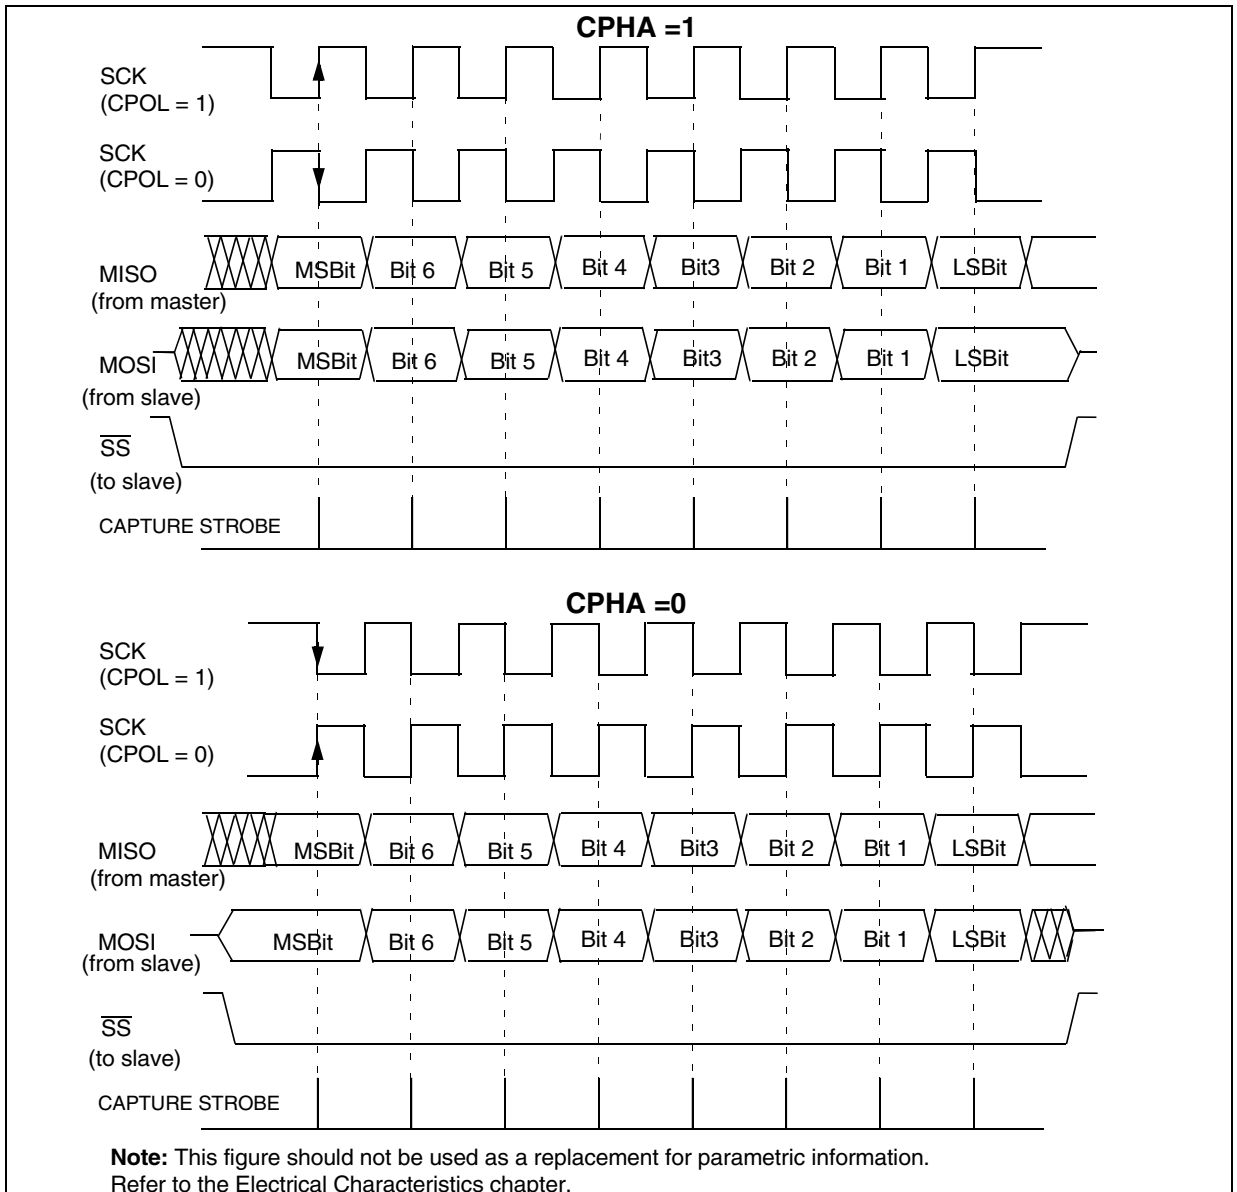 CPHA =1
SCK
(CPOL = 1)
SCK
(CPOL = 0)
MISO
(from master)
MSBit Bit 6 Bit 5 Bit 4 Bit3 Bit 2 Bit 1 LSBit
MOSI
(from slave)
MSBit Bit 6 Bit 5 Bit 4 Bit3 Bit 2 Bit 1 LSBit
SS
(to slave)
CAPTURE STROBE
CPHA =0
SCK
(CPOL = 1)
SCK
(CPOL = 0)
MISO
(from master)
MSBit Bit 6 Bit 5 Bit 4 Bit3 Bit 2 Bit 1 LSBit
MOSI
(from slave)
MSBit Bit 6 Bit 5 Bit 4 Bit3 Bit 2 Bit 1 LSBit
SS
(to slave)
CAPTURE STROBE
Note: This figure should not be used as a replacement for parametric information.
Refer to the Electrical Characteristics chapter.